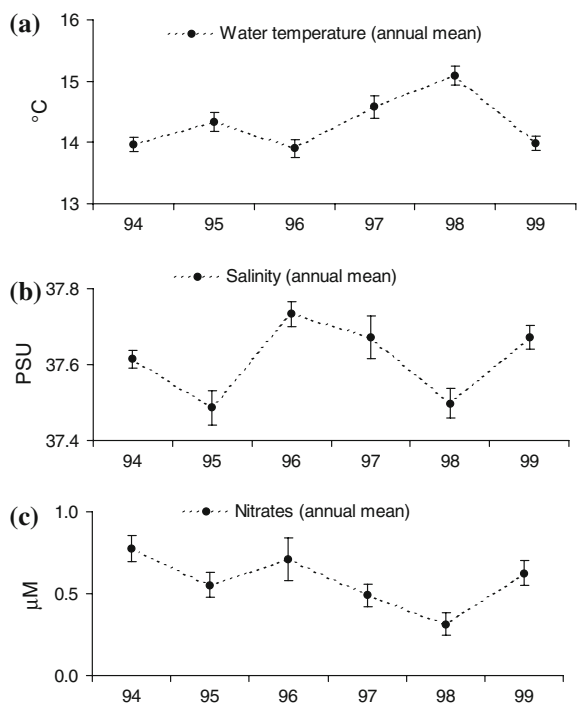 (a)
Water temperature (annual mean)
°C
16
15
14
13
94 95 96 97 98 99
(b)
Salinity (annual mean)
PSU
37.8
37.6
37.4
94 95 96 97 98 99
(c)
Nitrates (annual mean)
μM
1.0
0.5
0.0
94 95 96 97 98 99